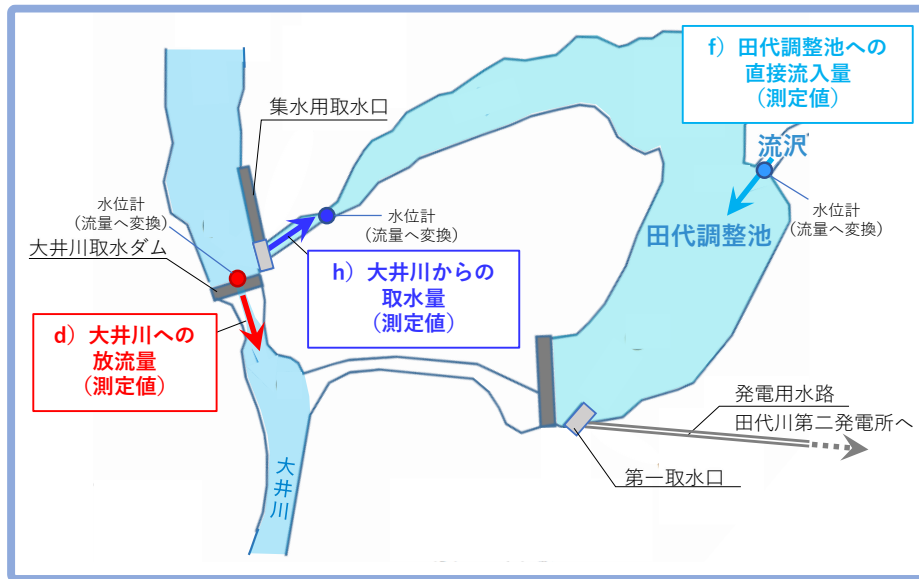 f）田代調整池への
直接流入量
（測定値）
集水用取水口
流沢
水位計
(流量へ変換)
大井川取水ダム
水位計
(流量へ変換)
水位計
(流量へ変換)
田代調整池
h）大井川からの
取水量
（測定値）
d）大井川への
放流量
（測定値）
発電用水路
田代川第二発電所へ
第一取水口
大井川